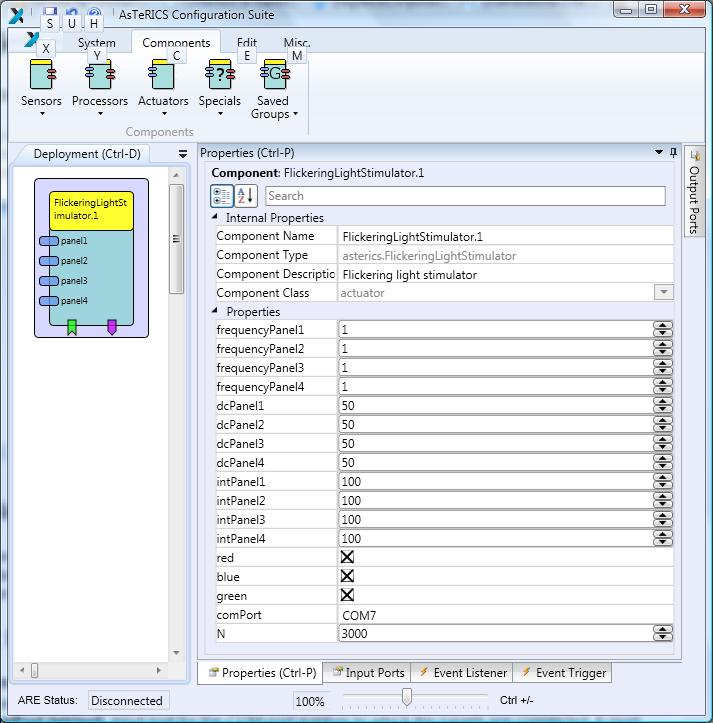 AsTeRICS Configuration Suite
S U H
X
System Components Edit Misc.
Y C E M
Sensors Processors Actuators Specials Saved Groups
Components
Deployment (Ctrl-D)
FlickeringLightSt
imulator.1
panel1
panel2
panel3
panel4
Properties (Ctrl-P)
Component: FlickeringLightStimulator.1
Search
Internal Properties
Component Name FlickeringLightStimulator.1
Component Type asterics.FlickeringLightStimulator
Component Descriptio Flickering light stimulator
Component Class actuator
Properties
frequencyPanel1 1
frequencyPanel2 1
frequencyPanel3 1
frequencyPanel4 1
dcPanel1 50
dcPanel2 50
dcPanel3 50
dcPanel4 50
intPanel1 100
intPanel2 100
intPanel3 100
intPanel4 100
red
blue
green
comPort COM7
N 3000
Output Ports
Properties (Ctrl-P) Input Ports Event Listener Event Trigger
ARE Status: Disconnected 100% Ctrl +/-